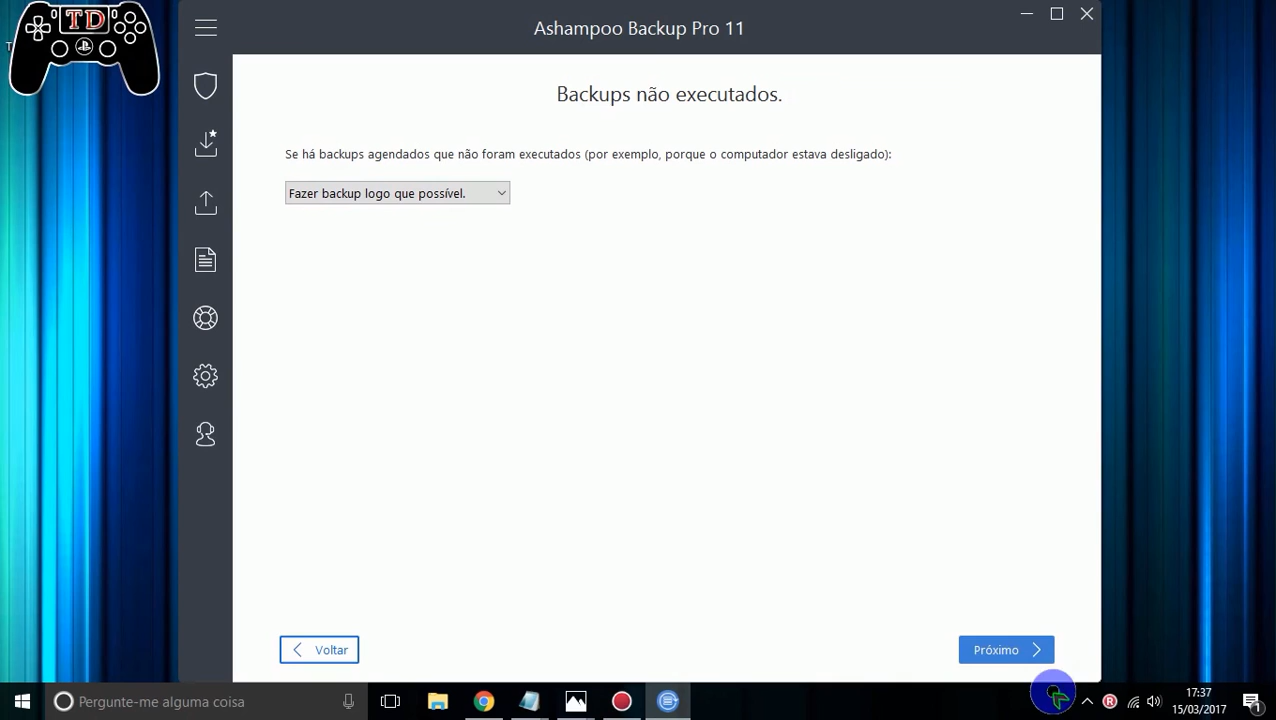 TD
Ashampoo Backup Pro 11
Backups não executados.
Se há backups agendados que não foram executados (por exemplo, porque o computador estava desligado):
Fazer backup logo que possível.
Voltar
Próximo
Pergunte-me alguma coisa
R
17:37
15/03/2017
1